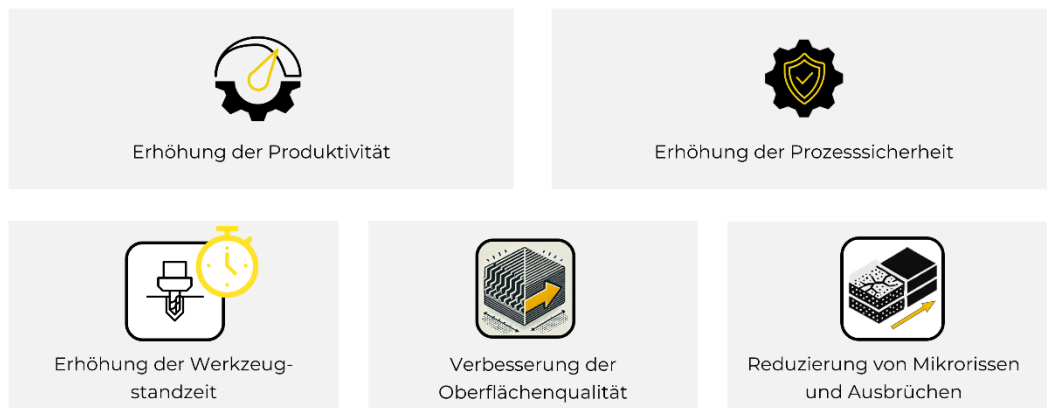 Erhöhung der Produktivität
Erhöhung der Prozesssicherheit
Erhöhung der Werkzeug-
standzeit
Verbesserung der
Oberflächenqualität
Reduzierung von Mikrorissen
und Ausbrüchen